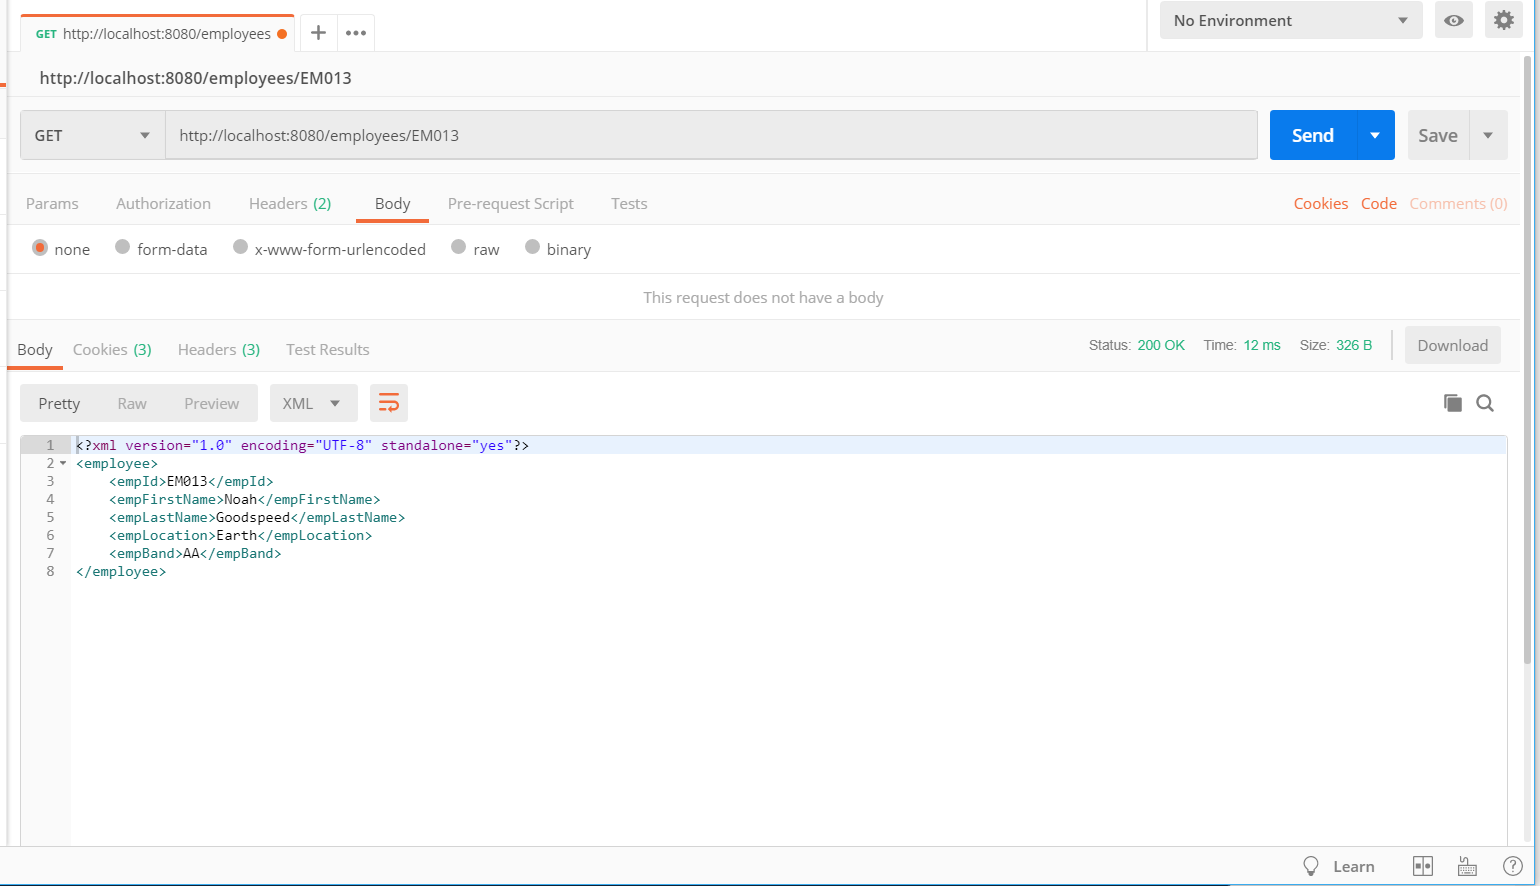 GET http://localhost:8080/employees
No Environment
http://localhost:8080/employees/EM013
GET http://localhost:8080/employees/EM013 Send Save
Params Authorization Headers (2) Body Pre-request Script Tests Cookies Code Comments (0)
none form-data x-www-form-urlencoded raw binary
This request does not have a body
Body Cookies (3) Headers (3) Test Results Status: 200 OK Time: 12 ms Size: 326 B Download
Pretty Raw Preview XML
1 <?xml version="1.0" encoding="UTF-8" standalone="yes"?>
2 <employee>
3 <empId>EM013</empId>
4 <empFirstName>Noah</empFirstName>
5 <empLastName>Goodspeed</empLastName>
6 <empLocation>Earth</empLocation>
7 <empBand>AA</empBand>
8 </employee>
Learn